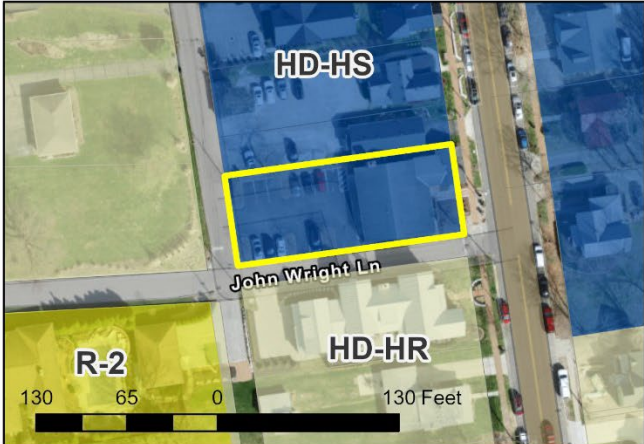 HD-HS
John Wright Ln
R-2
HD-HR
130 65 0 130 Feet